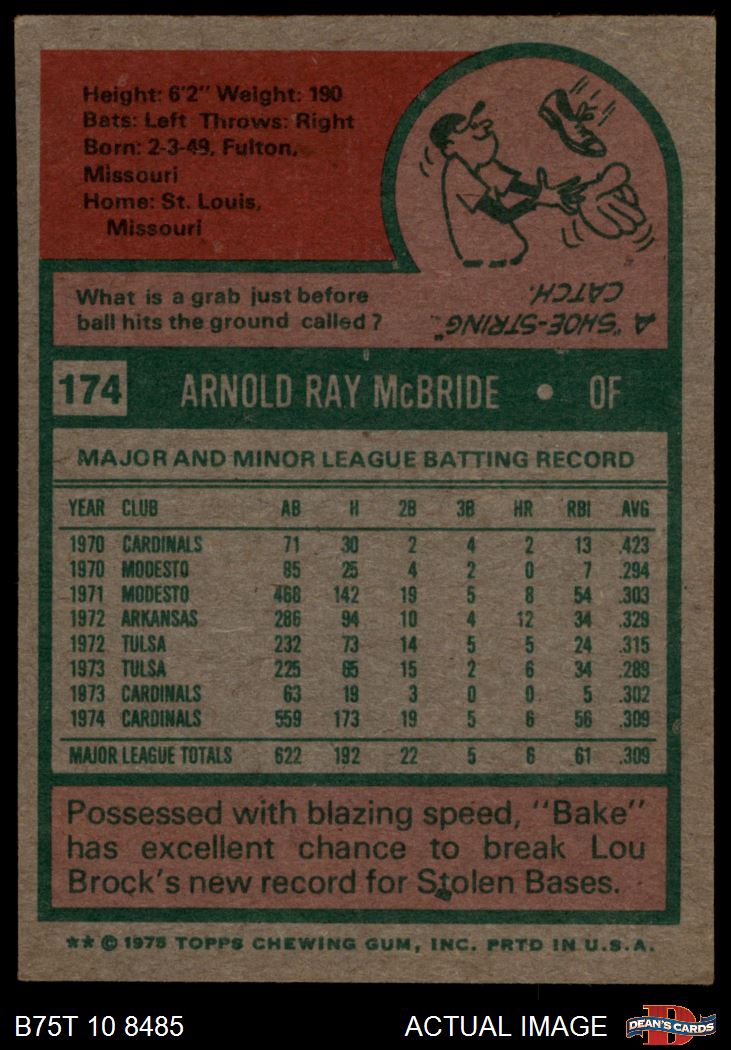 Height: 6'2" Weight: 190
Bats: Left Throws: Right
Born: 2-3-49, Fulton,
Missouri
Home: St. Louis,
Missouri
What is a grab just before
ball hits the ground called?
A "SHOE-STRING"
CATCH.
174 ARNOLD RAY McBRIDE • OF
MAJOR AND MINOR LEAGUE BATTING RECORD
YEAR CLUB AB H 2B 3B HR RBI AVG
1970 CARDINALS 71 30 2 4 2 13 .423
1970 MODESTO 85 25 4 2 0 7 .294
1971 MODESTO 468 142 19 5 8 54 .303
1972 ARKANSAS 286 94 10 4 12 34 .329
1972 TULSA 232 73 14 5 5 24 .315
1973 TULSA 225 65 15 2 6 34 .289
1973 CARDINALS 63 19 3 0 0 5 .302
1974 CARDINALS 559 173 19 5 6 56 .309
MAJOR LEAGUE TOTALS 622 192 22 5 6 61 .309
Possessed with blazing speed, "Bake"
has excellent chance to break Lou
Brock's new record for Stolen Bases.
** © 1975 TOPPS CHEWING GUM, INC. PRTD IN U.S.A.
B75T 10 8485 ACTUAL IMAGE DEAN'S CARDS